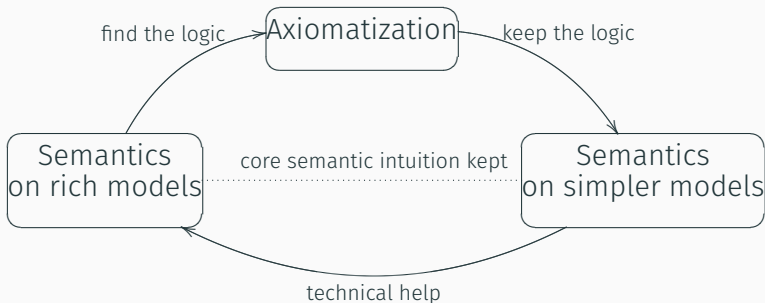 Axiomatization
find the logic
keep the logic
Semantics
on rich models
core semantic intuition kept
Semantics
on simpler models
technical help